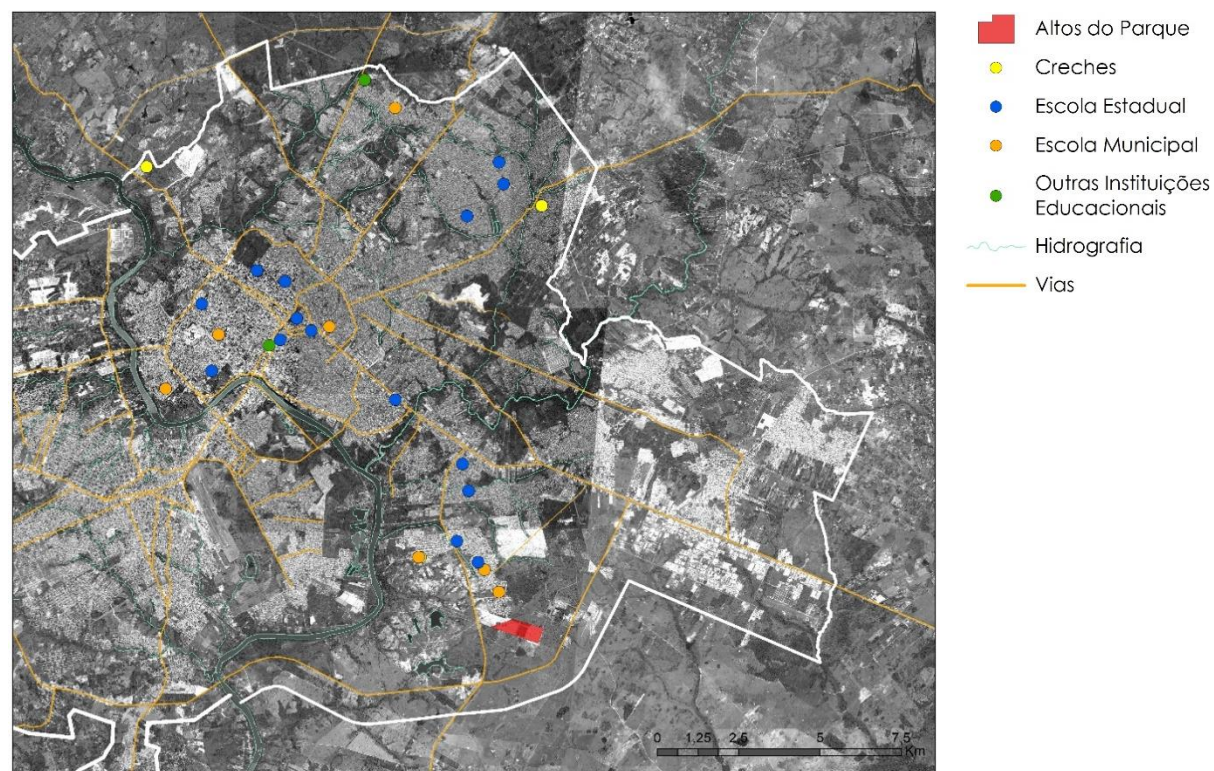 Altos do Parque
Creches
Escola Estadual
Escola Municipal
Outras Instituições
Educacionais
Hidrografia
Vias
0 1,25 2,5 5 7,5
Km